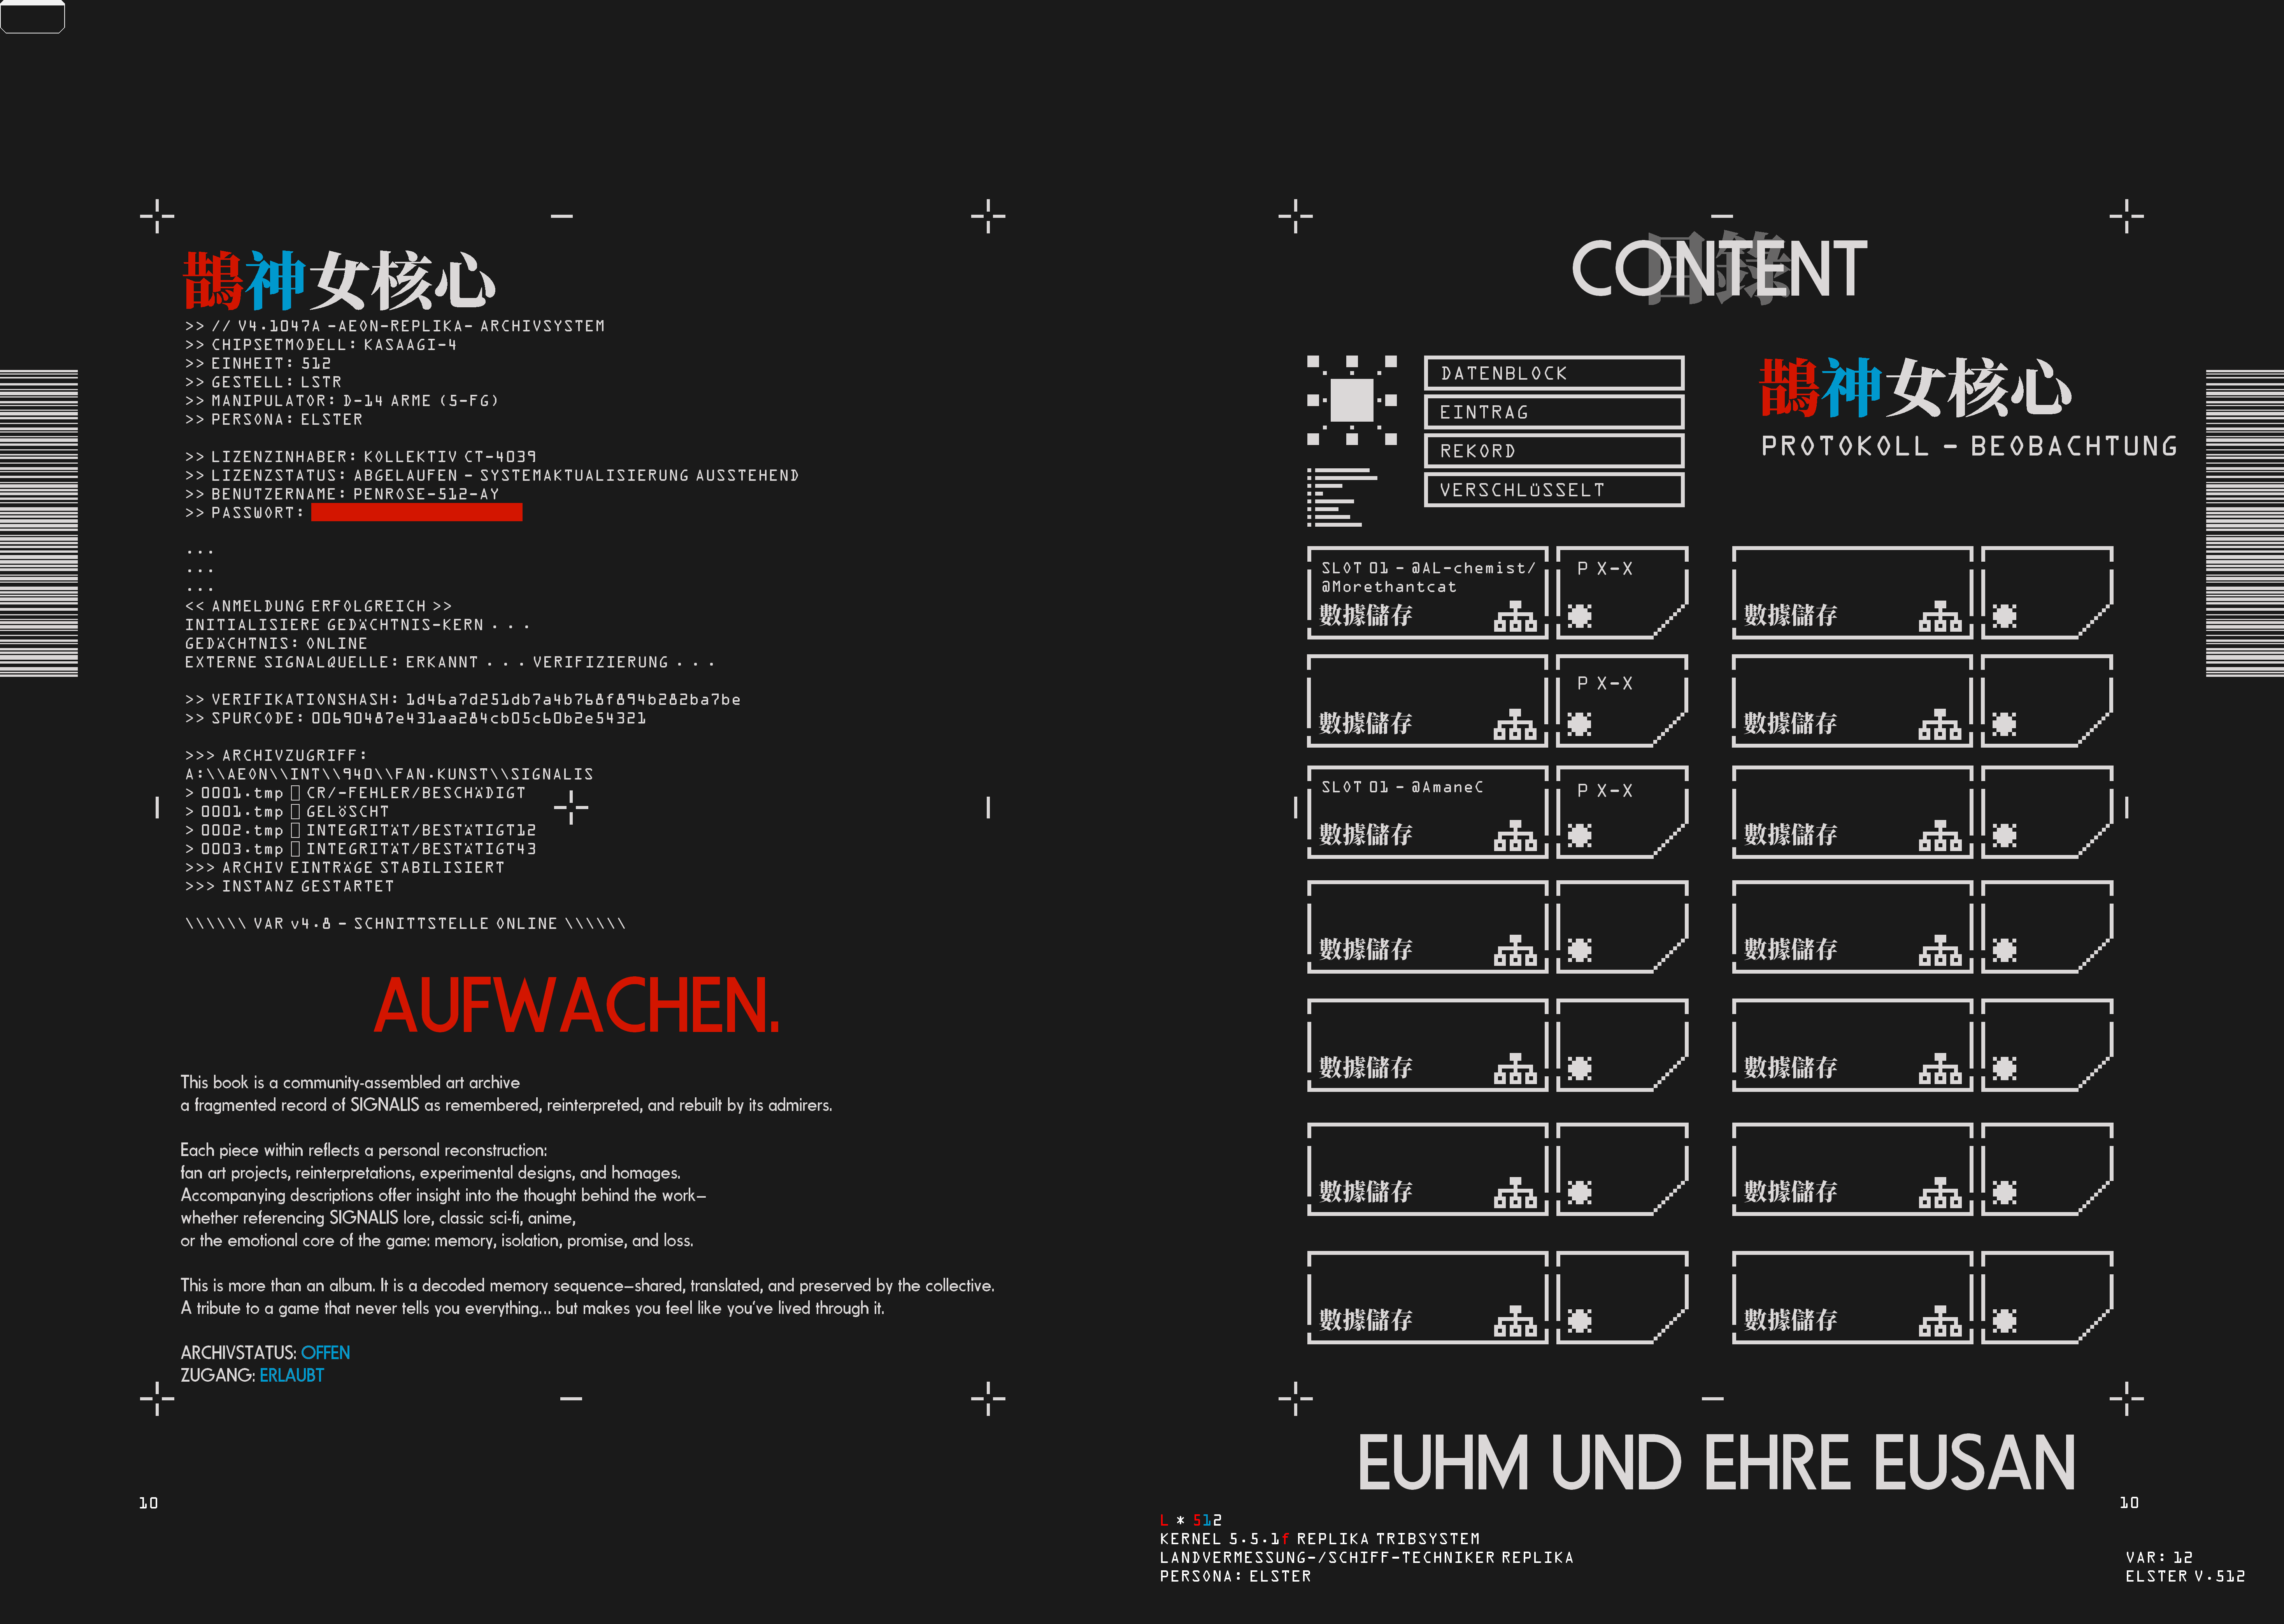 鵲神女核心
>> // V4.1047A -AEON-REPLIKA- ARCHIVSYSTEM
>> CHIPSETMODELL: KASAAGI-4
>> EINHEIT: 512
>> GESTELL: LSTR
>> MANIPULATOR: D-14 ARME (5-FG)
>> PERSONA: ELSTER
>> LIZENZINHABER: KOLLEKTIV CT-4039
>> LIZENZSTATUS: ABGELAUFEN - SYSTEMAKTUALISIERUNG AUSSTEHEND
>> BENUTZERNAME: PENROSE-512-AY
>> PASSWORT:
...
...
...
<< ANMELDUNG ERFOLGREICH >>
INITIALISIERE GEDÄCHTNIS-KERN . . .
GEDÄCHTNIS: ONLINE
EXTERNE SIGNALQUELLE: ERKANNT . . . VERIFIZIERUNG . . .
>> VERIFIKATIONSHASH: 1d46a7d251db7a4b768f894b282ba7be
>> SPURCODE: 00690487e431aa284cb05c60b2e54321
>>> ARCHIVZUGRIFF:
A:\\AEON\\INT\\940\\FAN.KUNST\\SIGNALIS
> 0001.tmp CR/-FEHLER/BESCHÄDIGT
> 0001.tmp GELÖSCHT
> 0002.tmp INTEGRITÄT/BESTÄTIGT12
> 0003.tmp INTEGRITÄT/BESTÄTIGT43
>>> ARCHIV EINTRÄGE STABILISIERT
>>> INSTANZ GESTARTET
\\\\\\ VAR v4.8 - SCHNITTSTELLE ONLINE \\\\\\
AUFWACHEN.
This book is a community-assembled art archive
a fragmented record of SIGNALIS as remembered, reinterpreted, and rebuilt by its admirers.
Each piece within reflects a personal reconstruction:
fan art projects, reinterpretations, experimental designs, and homages.
Accompanying descriptions offer insight into the thought behind the work—
whether referencing SIGNALIS lore, classic sci-fi, anime,
or the emotional core of the game: memory, isolation, promise, and loss.
This is more than an album. It is a decoded memory sequence—shared, translated, and preserved by the collective.
A tribute to a game that never tells you everything... but makes you feel like you've lived through it.
ARCHIVSTATUS: OFFEN
ZUGANG: ERLAUBT
10
CONTENT
目錄
DATENBLOCK
EINTRAG
REKORD
VERSCHLÜSSELT
鵲神女核心
PROTOKOLL - BEOBACHTUNG
SLOT 01 - @AL-chemist/
@Morethantcat
數據儲存
P X-X
數據儲存
數據儲存
P X-X
數據儲存
SLOT 01 - @AmaneC
數據儲存
P X-X
數據儲存
數據儲存
數據儲存
數據儲存
數據儲存
數據儲存
數據儲存
數據儲存
數據儲存
EUHM UND EHRE EUSAN
10
L * 512
KERNEL 5.5.1f REPLIKA TRIBSYSTEM
LANDVERMESSUNG-/SCHIFF-TECHNIKER REPLIKA
PERSONA: ELSTER
VAR: 12
ELSTER V.512